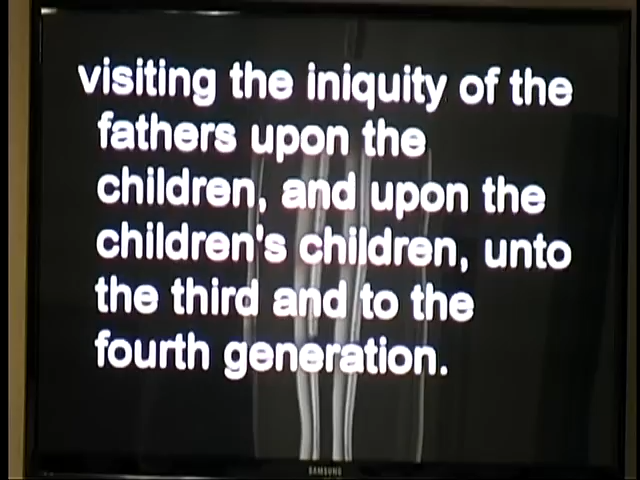 visiting the iniquity of the
fathers upon the
children, and upon the
children's children, unto
the third and to the
fourth generation.
SAMSUNG